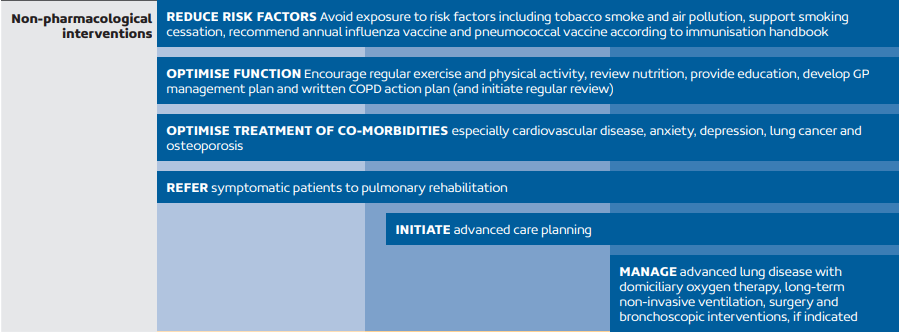 Non-pharmacological
interventions
REDUCE RISK FACTORS Avoid exposure to risk factors including tobacco smoke and air pollution, support smoking
cessation, recommend annual influenza vaccine and pneumococcal vaccine according to immunisation handbook
OPTIMISE FUNCTION Encourage regular exercise and physical activity, review nutrition, provide education, develop GP
management plan and written COPD action plan (and initiate regular review)
OPTIMISE TREATMENT OF CO-MORBIDITIES especially cardiovascular disease, anxiety, depression, lung cancer and
osteoporosis
REFER symptomatic patients to pulmonary rehabilitation
INITIATE advanced care planning
MANAGE advanced lung disease with
domiciliary oxygen therapy, long-term
non-invasive ventilation, surgery and
bronchoscopic interventions, if indicated